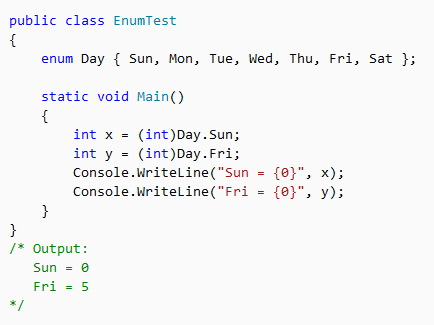 public class EnumTest
{
    enum Day { Sun, Mon, Tue, Wed, Thu, Fri, Sat };

    static void Main()
    {
        int x = (int)Day.Sun;
        int y = (int)Day.Fri;
        Console.WriteLine("Sun = {0}", x);
        Console.WriteLine("Fri = {0}", y);
    }
}
/* Output:
   Sun = 0
   Fri = 5
*/